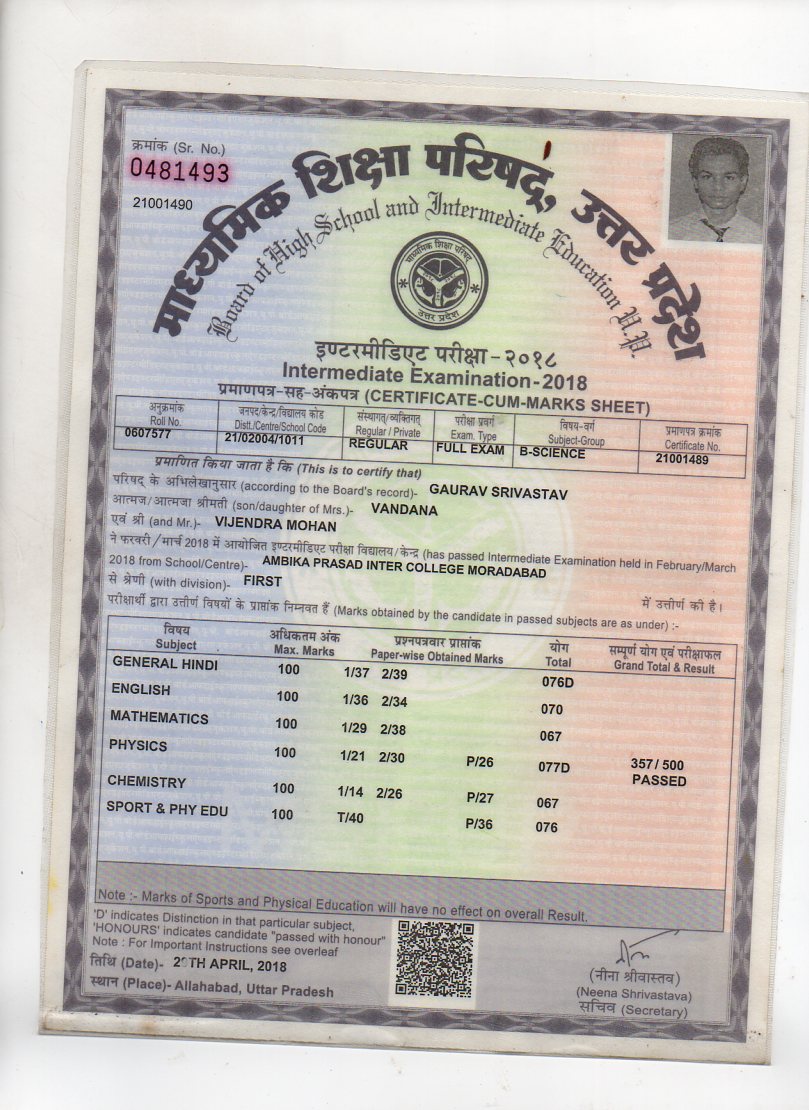 क्रमांक (Sr. No.)
0481493
21001490
माध्यमिक शिक्षा परिषद्, उत्तर प्रदेश
Board of High School and Intermediate Education U.P.
माध्यमिक शिक्षा परिषद्
उत्तर प्रदेश
इण्टरमीडिएट परीक्षा-२०१८
Intermediate Examination-2018
प्रमाणपत्र-सह-अंकपत्र (CERTIFICATE-CUM-MARKS SHEET)
अनुक्रमांक जनपद/केन्द्र/विद्यालय कोड संस्थागत/व्यक्तिगत परीक्षा प्रवर्ग विषय-वर्ग प्रमाणपत्र क्रमांक
Roll No. Distt./Centre/School Code Regular / Private Exam. Type Subject-Group Certificate No.
0607577 21/02004/1011 REGULAR FULL EXAM B-SCIENCE 21001489
प्रमाणित किया जाता है कि (This is to certify that)
परिषद् के अभिलेखानुसार (according to the Board's record)- GAURAV SRIVASTAV
आत्मज/आत्मजा श्रीमती (son/daughter of Mrs.)- VANDANA
एवं श्री (and Mr.)- VIJENDRA MOHAN
ने फरवरी/मार्च 2018 में आयोजित इण्टरमीडिएट परीक्षा विद्यालय/केन्द्र (has passed Intermediate Examination held in February/March
2018 from School/Centre)- AMBIKA PRASAD INTER COLLEGE MORADABAD
से श्रेणी (with division)- FIRST में उत्तीर्ण की है।
परीक्षार्थी द्वारा उत्तीर्ण विषयों के प्राप्तांक निम्नवत हैं (Marks obtained by the candidate in passed subjects are as under) :-
विषय अधिकतम अंक प्रश्नपत्रवार प्राप्तांक योग सम्पूर्ण योग एवं परीक्षाफल
Subject Max. Marks Paper-wise Obtained Marks Total Grand Total & Result
GENERAL HINDI 100 1/37 2/39 076D
ENGLISH 100 1/36 2/34 070
MATHEMATICS 100 1/29 2/38 067
PHYSICS 100 1/21 2/30 P/26 077D 357/ 500
PASSED
CHEMISTRY 100 1/14 2/26 P/27 067
SPORT & PHY EDU 100 T/40 P/36 076
Note :- Marks of Sports and Physical Education will have no effect on overall Result.
'D' indicates Distinction in that particular subject,
'HONOURS' indicates candidate "passed with honour"
Note : For Important Instructions see overleaf
तिथि (Date)- TH APRIL, 2018
स्थान (Place)- Allahabad, Uttar Pradesh
(नीना श्रीवास्तव)
(Neena Shrivastava)
सचिव (Secretary)